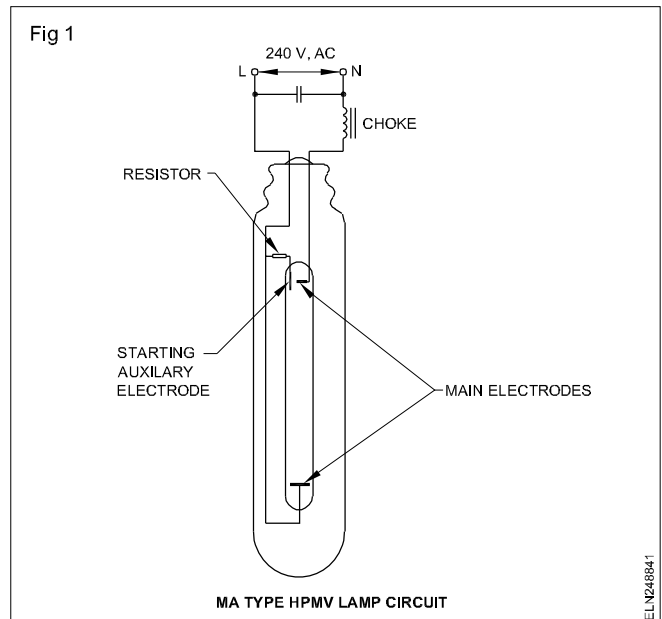 Fig 1
240 V, AC
L
N
CHOKE
RESISTOR
STARTING
AUXILARY
ELECTRODE
MAIN ELECTRODES
MA TYPE HPMV LAMP CIRCUIT
ELN248841